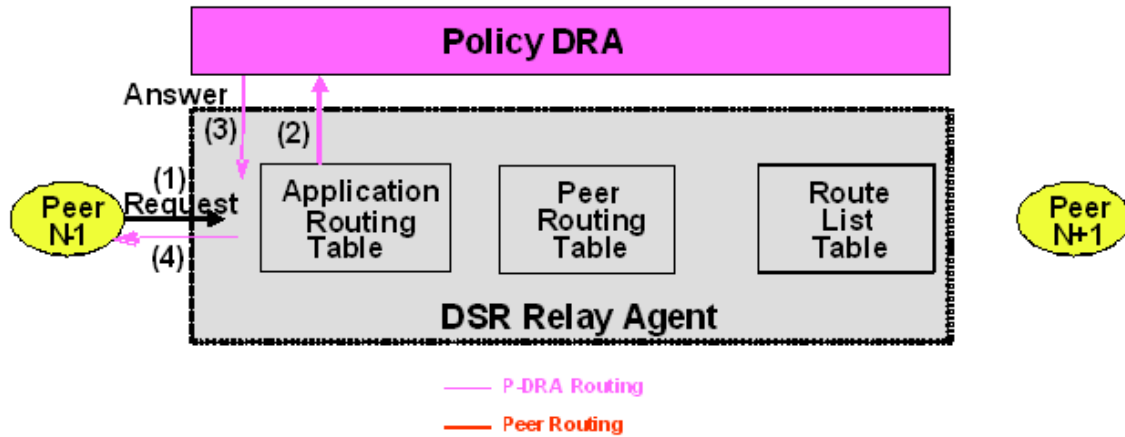 Policy DRA
Answer
(3)
(2)
(1)
Request
(4)
Peer
N-1
Application
Routing
Table
Peer
Routing
Table
Route
List
Table
Peer
N+1
DSR Relay Agent
P-DRA Routing
Peer Routing